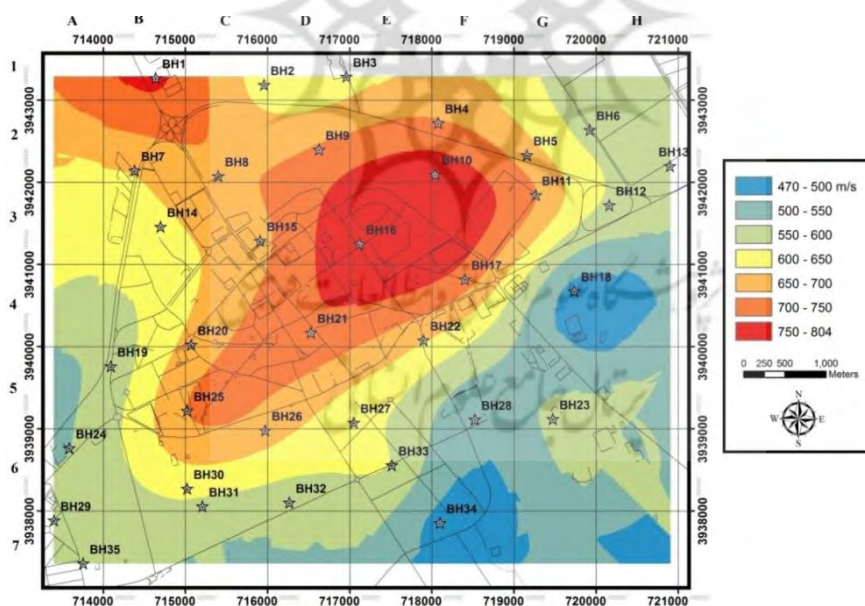 A B C D E F G H
714000 715000 716000 717000 718000 719000 720000 721000
1
BH1
BH2
BH3
3943000
3943000
2
BH4
BH6
BH9
BH5
BH7
BH8
BH10
BH13
3942000
3942000
BH11
BH12
3
BH14
BH15
BH16
3941000
3941000
BH17
BH18
4
BH20
BH21
BH22
3940000
3940000
BH19
5
BH25
BH26
BH27
BH28
BH23
3939000
3939000
BH24
6
BH33
BH30
BH31
BH32
3938000
3938000
BH29
BH34
7
BH35
714000 715000 716000 717000 718000 719000 720000 721000
470 - 500 m/s
500 - 550
550 - 600
600 - 650
650 - 700
700 - 750
750 - 804
0 250 500 1,000
Meters
N
W E
S